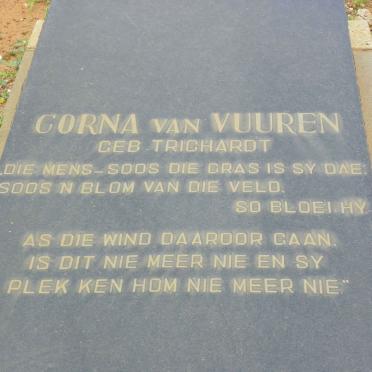 CORNA VAN VUUREN
GEB TRICHARDT
„DIE MENS-SOOS DIE GRAS IS SY DAE;
SOOS 'N BLOM VAN DIE VELD,
SO BLOEI HY
AS DIE WIND DAAROOR GAAN,
IS DIT NIE MEER NIE EN SY
PLEK KEN HOM NIE MEER NIE"